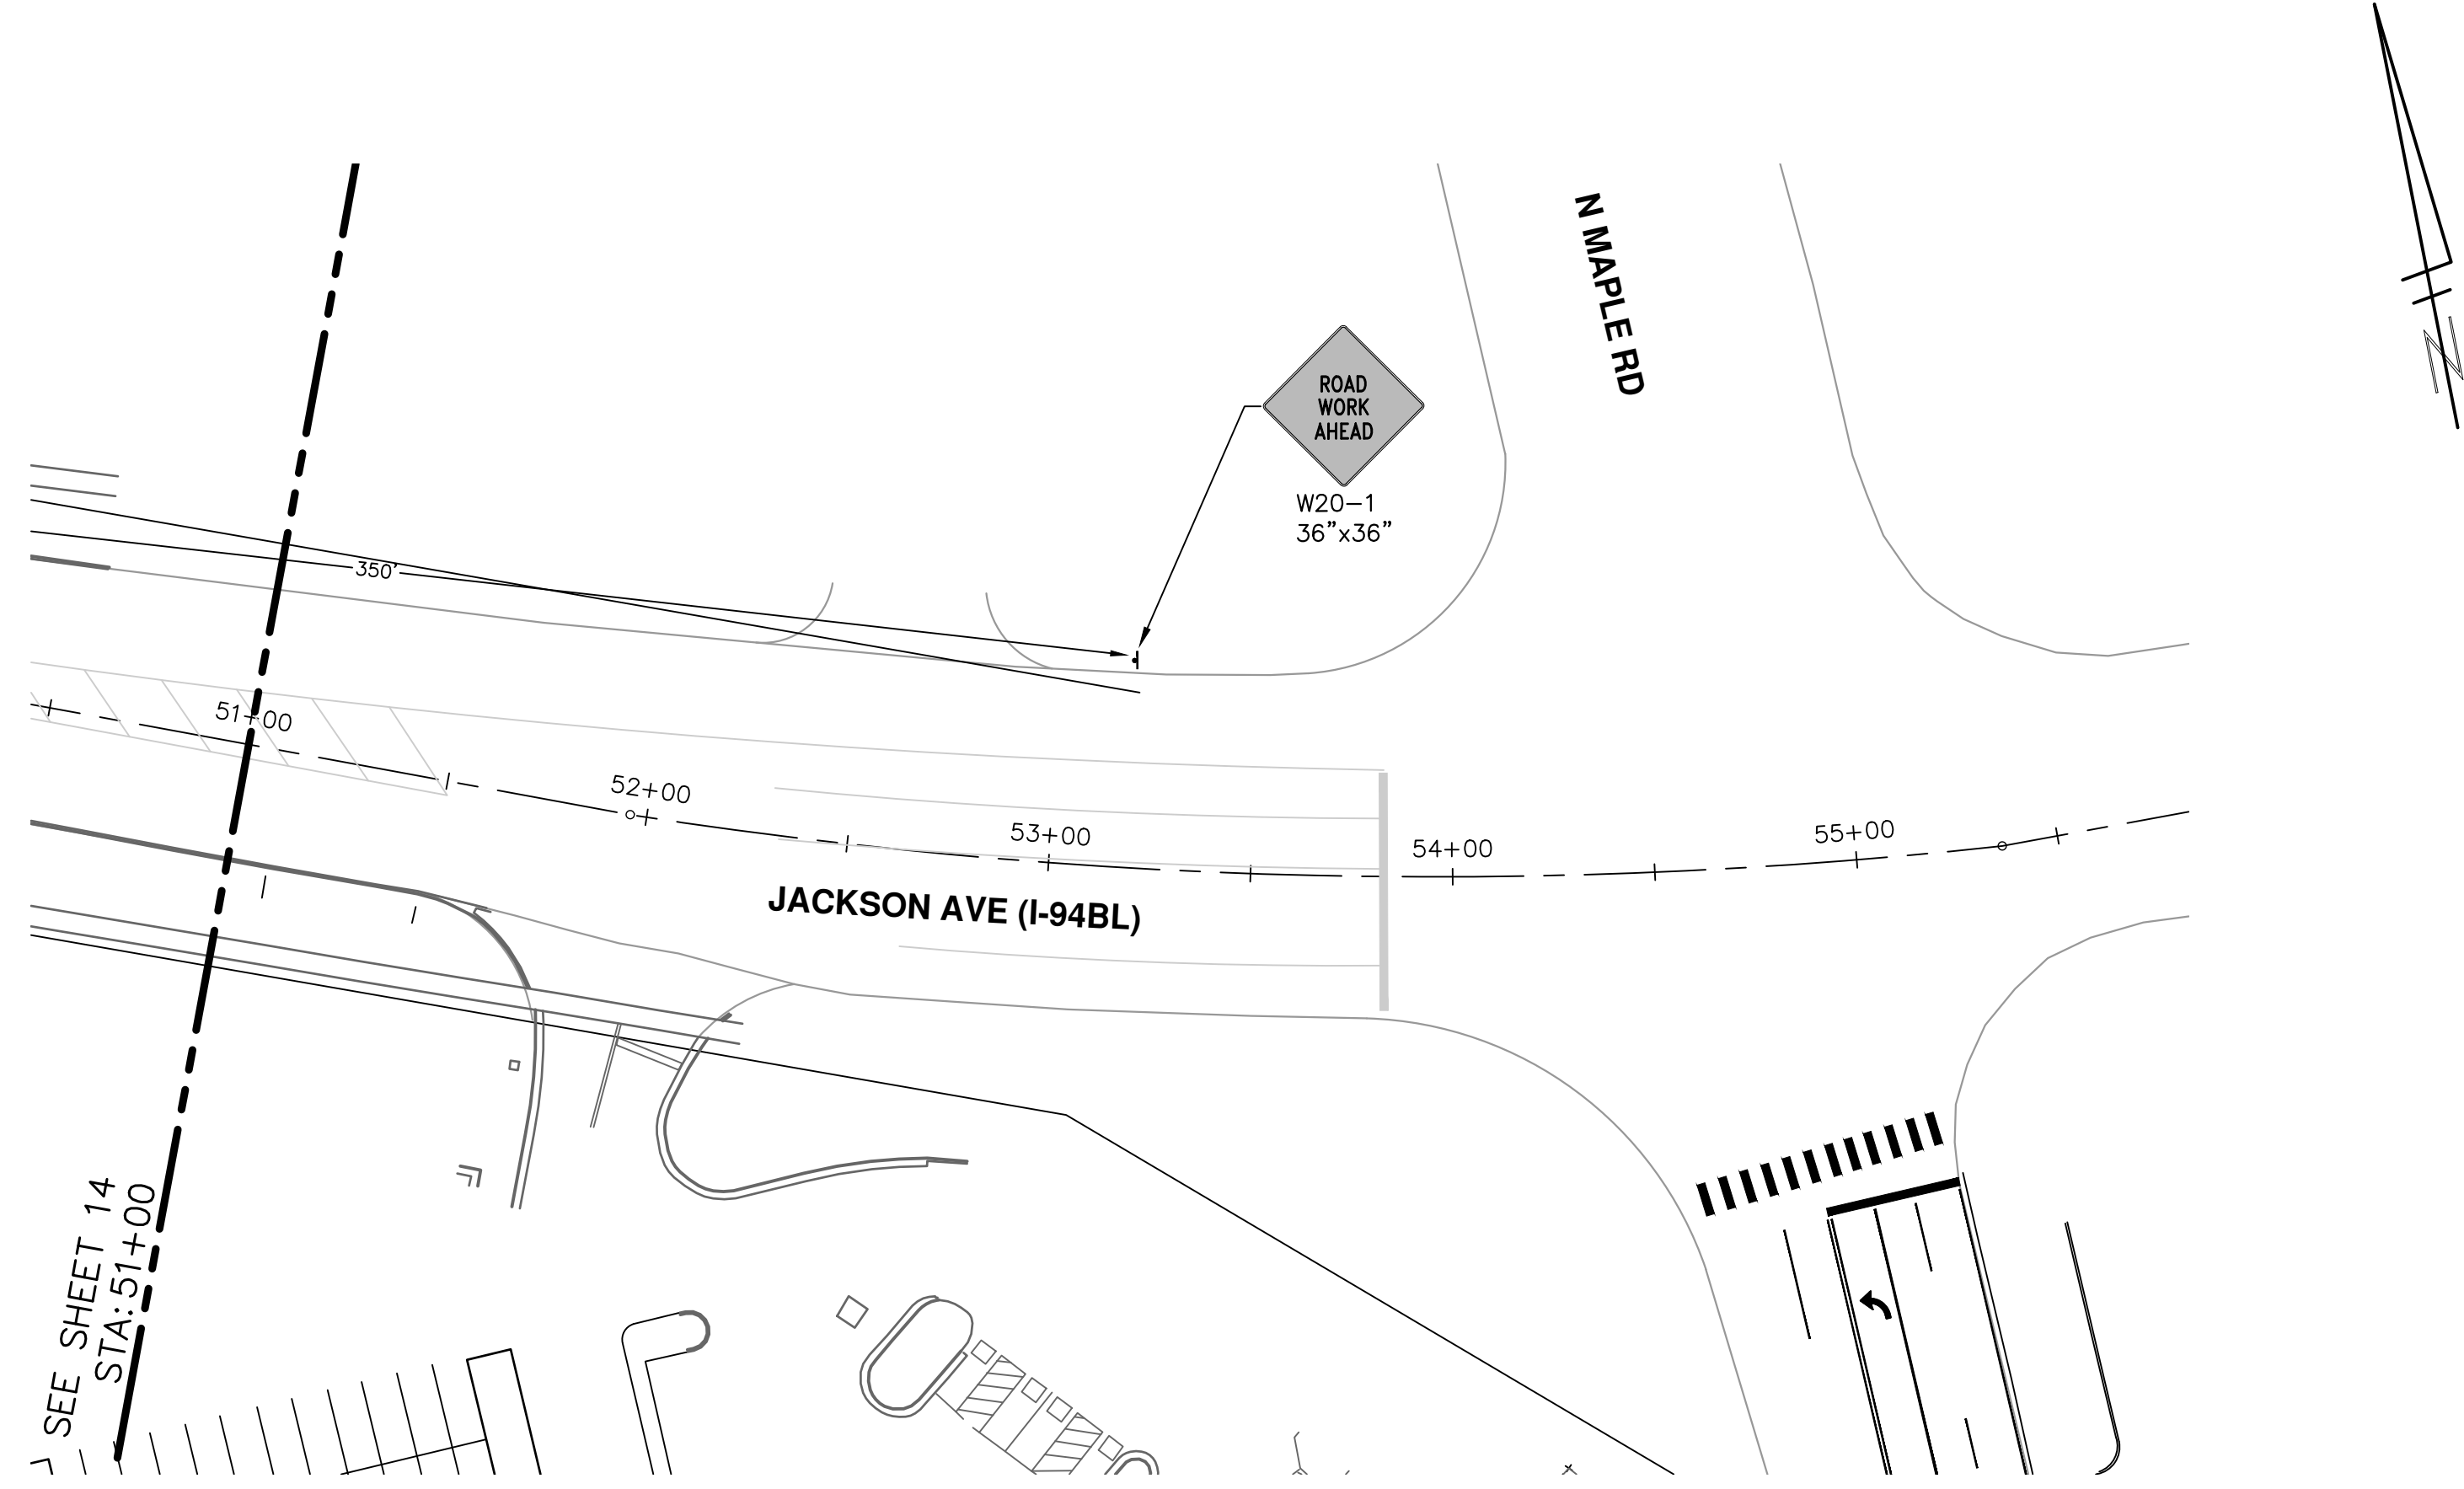 N MAPLE RD
ROAD
WORK
AHEAD
W20-1
36"x36"
350'
51+00
52+00
53+00
54+00
55+00
JACKSON AVE (I-94BL)
SEE SHEET 14
STA:51+00
N